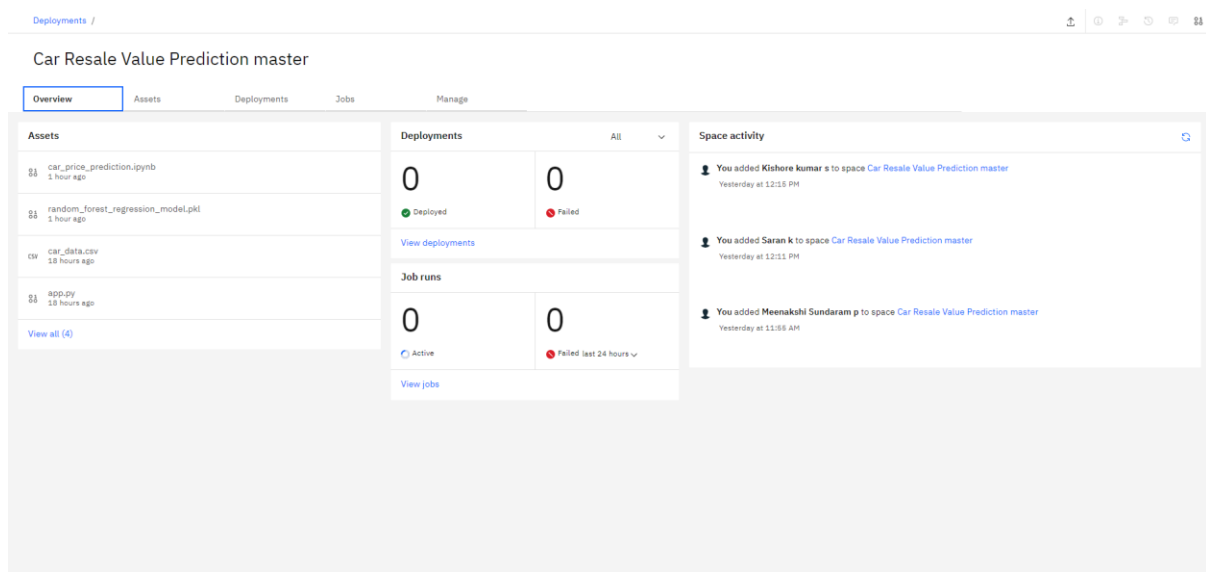 Deployments /
Car Resale Value Prediction master
Overview Assets Deployments Jobs Manage
Assets
car_price_prediction.ipynb
1 hour ago
random_forest_regression_model.pkl
1 hour ago
CSV car_data.csv
18 hours ago
app.py
18 hours ago
View all (4)
Deployments All
0 0
Deployed Failed
View deployments
Job runs
0 0
Active Failed last 24 hours
View jobs
Space activity
You added Kishore kumar s to space Car Resale Value Prediction master
Yesterday at 12:15 PM
You added Saran k to space Car Resale Value Prediction master
Yesterday at 12:11 PM
You added Meenakshi Sundaram p to space Car Resale Value Prediction master
Yesterday at 11:56 AM